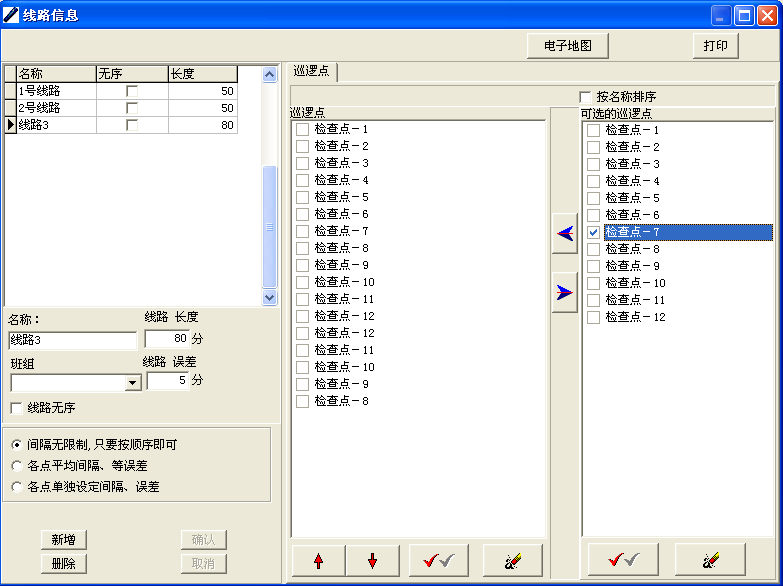 线路信息
电子地图
打印
名称 无序 长度
1号线路 50
2号线路 50
线路3 80
名称：
线路 长度
线路3
80 分
班组
线路 误差
5 分
线路无序
间隔无限制,只要按顺序即可
各点平均间隔、等误差
各点单独设定间隔、误差
新增
确认
删除
取消
巡逻点
巡逻点
检查点－1
检查点－2
检查点－3
检查点－4
检查点－5
检查点－6
检查点－7
检查点－8
检查点－9
检查点－10
检查点－11
检查点－12
检查点－12
检查点－11
检查点－10
检查点－9
检查点－8
按名称排序
可选的巡逻点
检查点－1
检查点－2
检查点－3
检查点－4
检查点－5
检查点－6
检查点－7
检查点－8
检查点－9
检查点－10
检查点－11
检查点－12